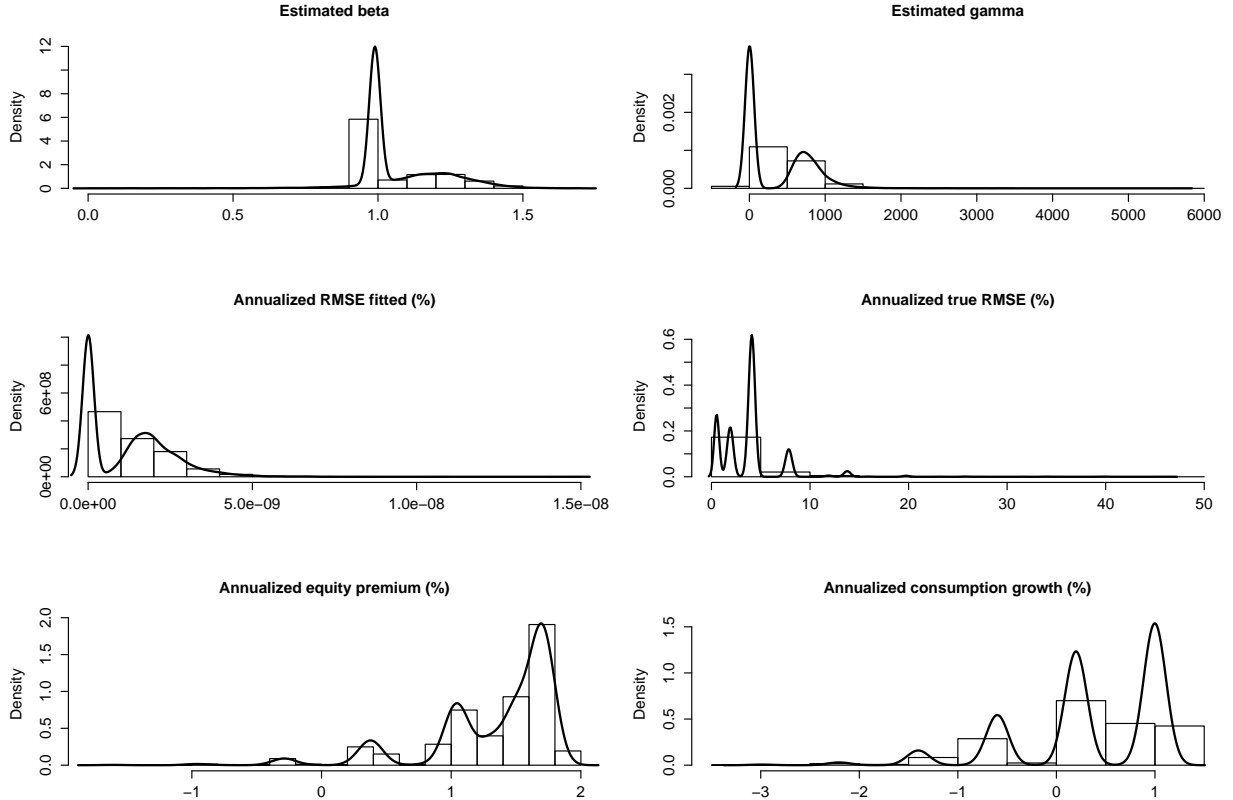 Estimated beta
Density
0 2 4 6 8 12
0.0 0.5 1.0 1.5
Estimated gamma
Density
0.000 0.002
0 1000 2000 3000 4000 5000 6000
Annualized RMSE fitted (%)
Density
0e+00 6e+08
0.0e+00 5.0e−09 1.0e−08 1.5e−08
Annualized true RMSE (%)
Density
0.0 0.2 0.4 0.6
0 10 20 30 40 50
Annualized equity premium (%)
Density
0.0 0.5 1.0 1.5 2.0
−1 0 1 2
Annualized consumption growth (%)
Density
0.0 0.5 1.0 1.5
−3 −2 −1 0 1